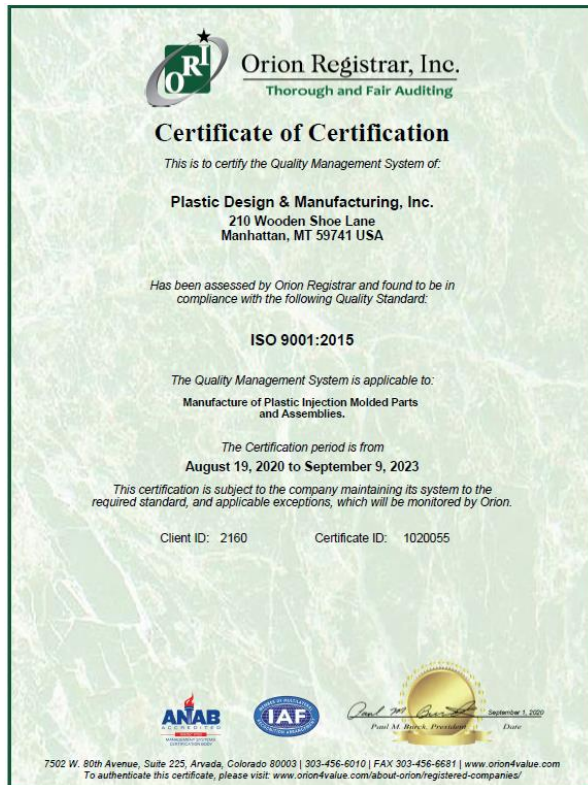 ORI
Orion Registrar, Inc.
Thorough and Fair Auditing
Certificate of Certification
This is to certify the Quality Management System of:
Plastic Design & Manufacturing, Inc.
210 Wooden Shoe Lane
Manhattan, MT 59741 USA
Has been assessed by Orion Registrar and found to be in
compliance with the following Quality Standard:
ISO 9001:2015
The Quality Management System is applicable to:
Manufacture of Plastic Injection Molded Parts
and Assemblies.
The Certification period is from
August 19, 2020 to September 9, 2023
This certification is subject to the company maintaining its system to the
required standard, and applicable exceptions, which will be monitored by Orion.
Client ID: 2160 Certificate ID: 1020055
ANAB
ACCREDITED
MANAGEMENT SYSTEMS
CERTIFICATION BODY
IAF
September 1, 2020
Paul M. Burck, President Date
7502 W. 80th Avenue, Suite 225, Arvada, Colorado 80003 | 303-456-6010 | FAX 303-456-6681 | www.orion4value.com
To authenticate this certificate, please visit: www.orion4value.com/about-orion/registered-companies/